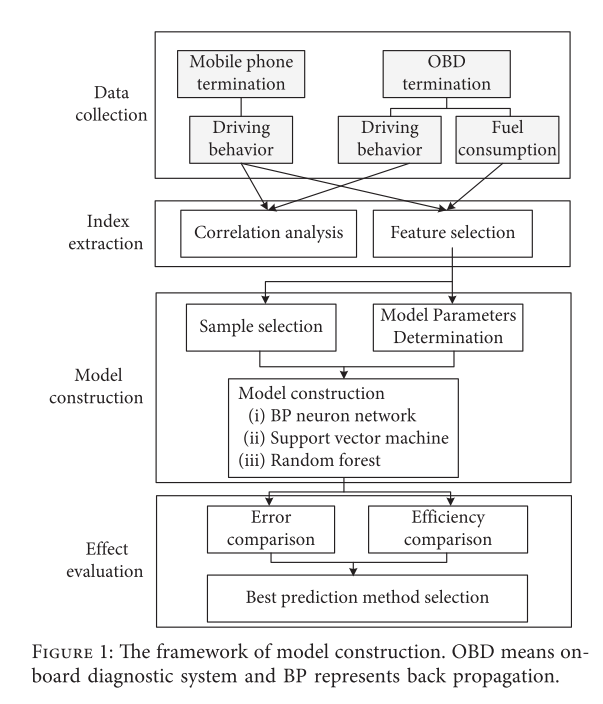 Data
collection
Mobile phone
termination
OBD
termination
Driving
behavior
Driving
behavior
Fuel
consumption
Index
extraction
Correlation analysis
Feature selection
Model
construction
Sample selection
Model Parameters
Determination
Model construction
(i) BP neuron network
(ii) Support vector machine
(iii) Random forest
Effect
evaluation
Error
comparison
Efficiency
comparison
Best prediction method selection
FIGURE 1: The framework of model construction. OBD means on-
board diagnostic system and BP represents back propagation.